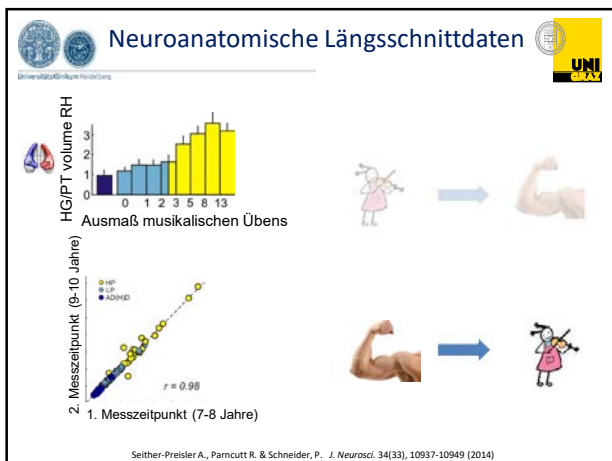 Neuroanatomische Längsschnittdaten
Universitätsklinikum Heidelberg
UNI
GRAZ
HG/PT volume RH
3
2
1
0
0 1 2 3 5 8 13
Ausmaß musikalischen Übens
2. Messzeitpunkt (9-10 Jahre)
HP
LP
AD(H)D
r = 0.98
1. Messzeitpunkt (7-8 Jahre)
Seither-Preisler A., Parncutt R. & Schneider, P. J. Neurosci. 34(33), 10937-10949 (2014)